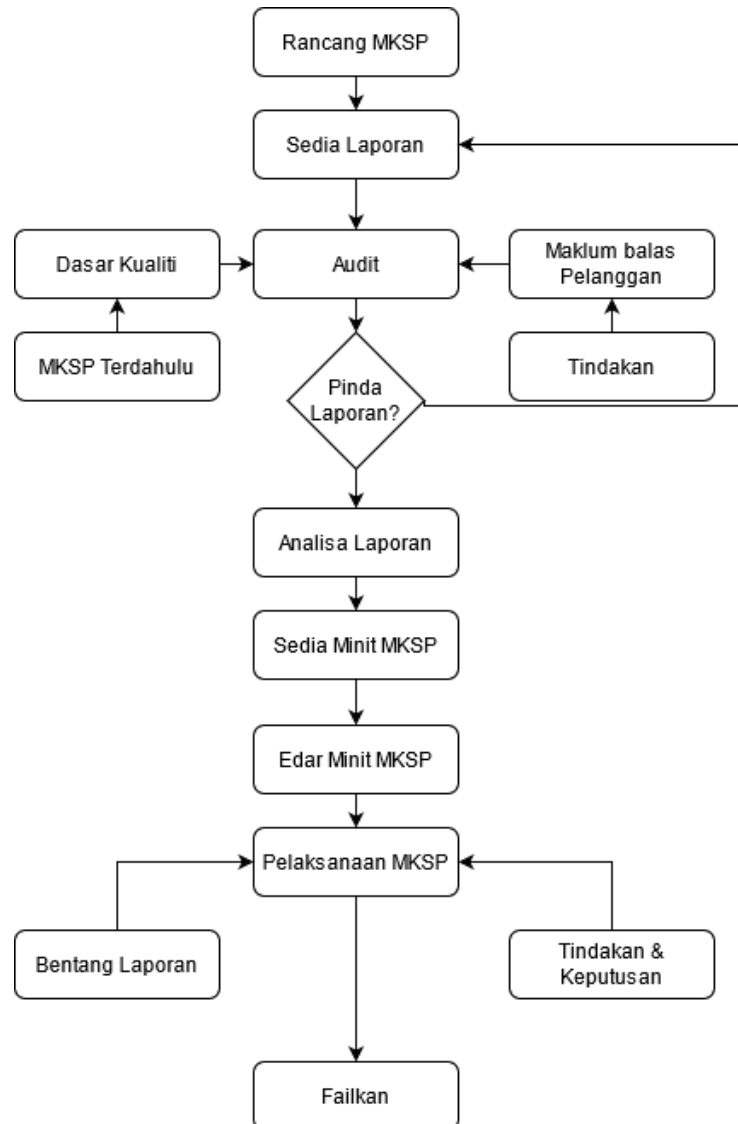 Rancang MKSP
Sedia Laporan
Dasar Kualiti
Audit
Maklum balas
Pelanggan
MKSP Terdahulu
Tindakan
Pinda
Laporan?
Analisa Laporan
Sedia Minit MKSP
Edar Minit MKSP
Pelaksanaan MKSP
Bentang Laporan
Tindakan &
Keputusan
Failkan